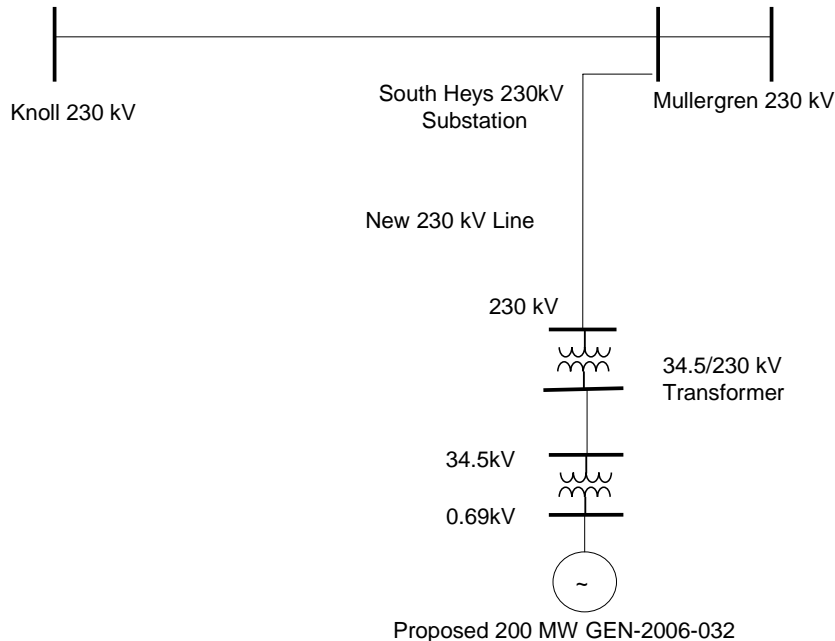 Knoll 230 kV
South Heys 230kV
Substation
Mullergren 230 kV
New 230 kV Line
230 kV
34.5/230 kV
Transformer
34.5kV
0.69kV
~
Proposed 200 MW GEN-2006-032